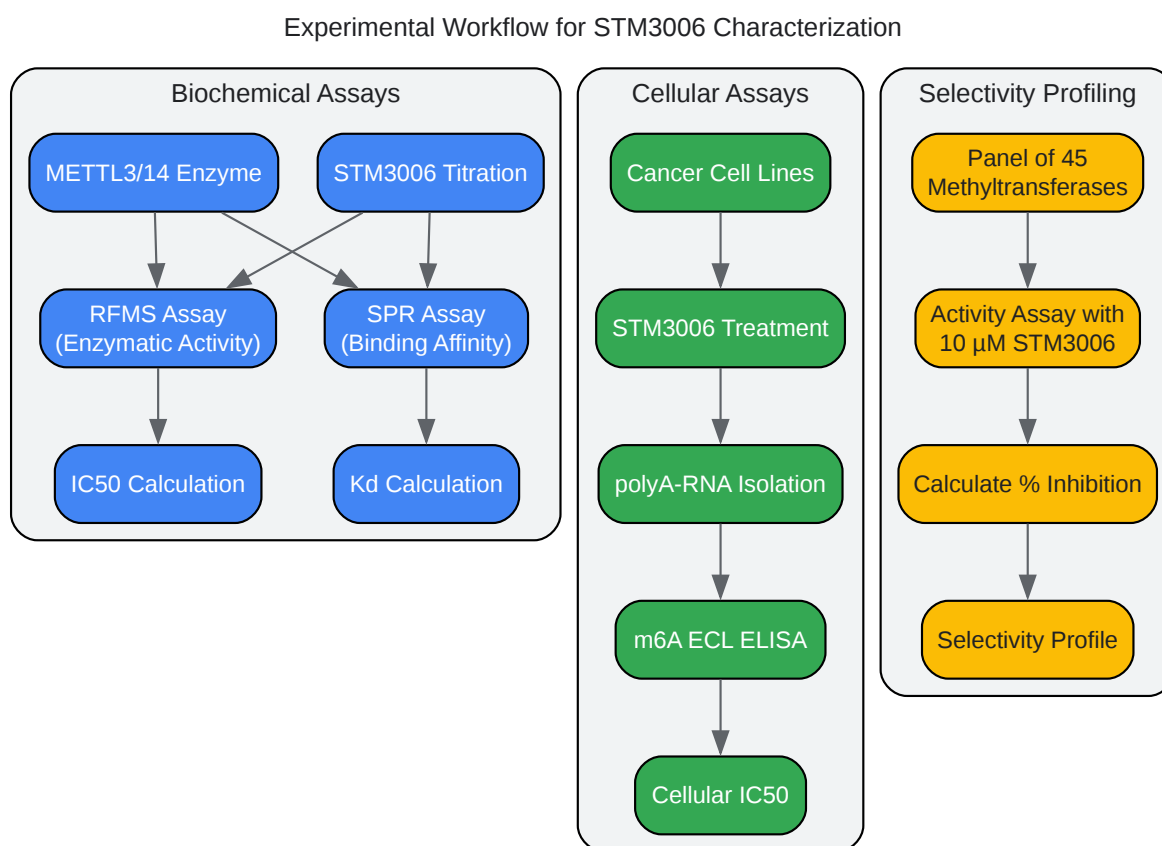 Experimental Workflow for STM3006 Characterization
Biochemical Assays
METTL3/14 Enzyme
STM3006 Titration
RFMS Assay
(Enzymatic Activity)
SPR Assay
(Binding Affinity)
IC50 Calculation
Kd Calculation
Cellular Assays
Cancer Cell Lines
STM3006 Treatment
polyA-RNA Isolation
m6A ECL ELISA
Cellular IC50
Selectivity Profiling
Panel of 45
Methyltransferases
Activity Assay with
10 µM STM3006
Calculate % Inhibition
Selectivity Profile